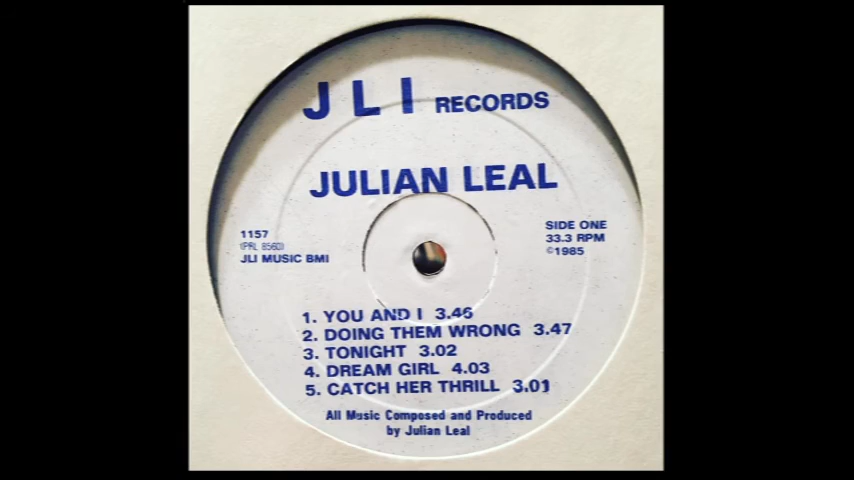 J L I RECORDS
JULIAN LEAL
1157
(PRL 8560)
JLI MUSIC BMI
SIDE ONE
33.3 RPM
©1985
1. YOU AND I 3.46
2. DOING THEM WRONG 3.47
3. TONIGHT 3.02
4. DREAM GIRL 4.03
5. CATCH HER THRILL 3.01
All Music Composed and Produced
by Julian Leal